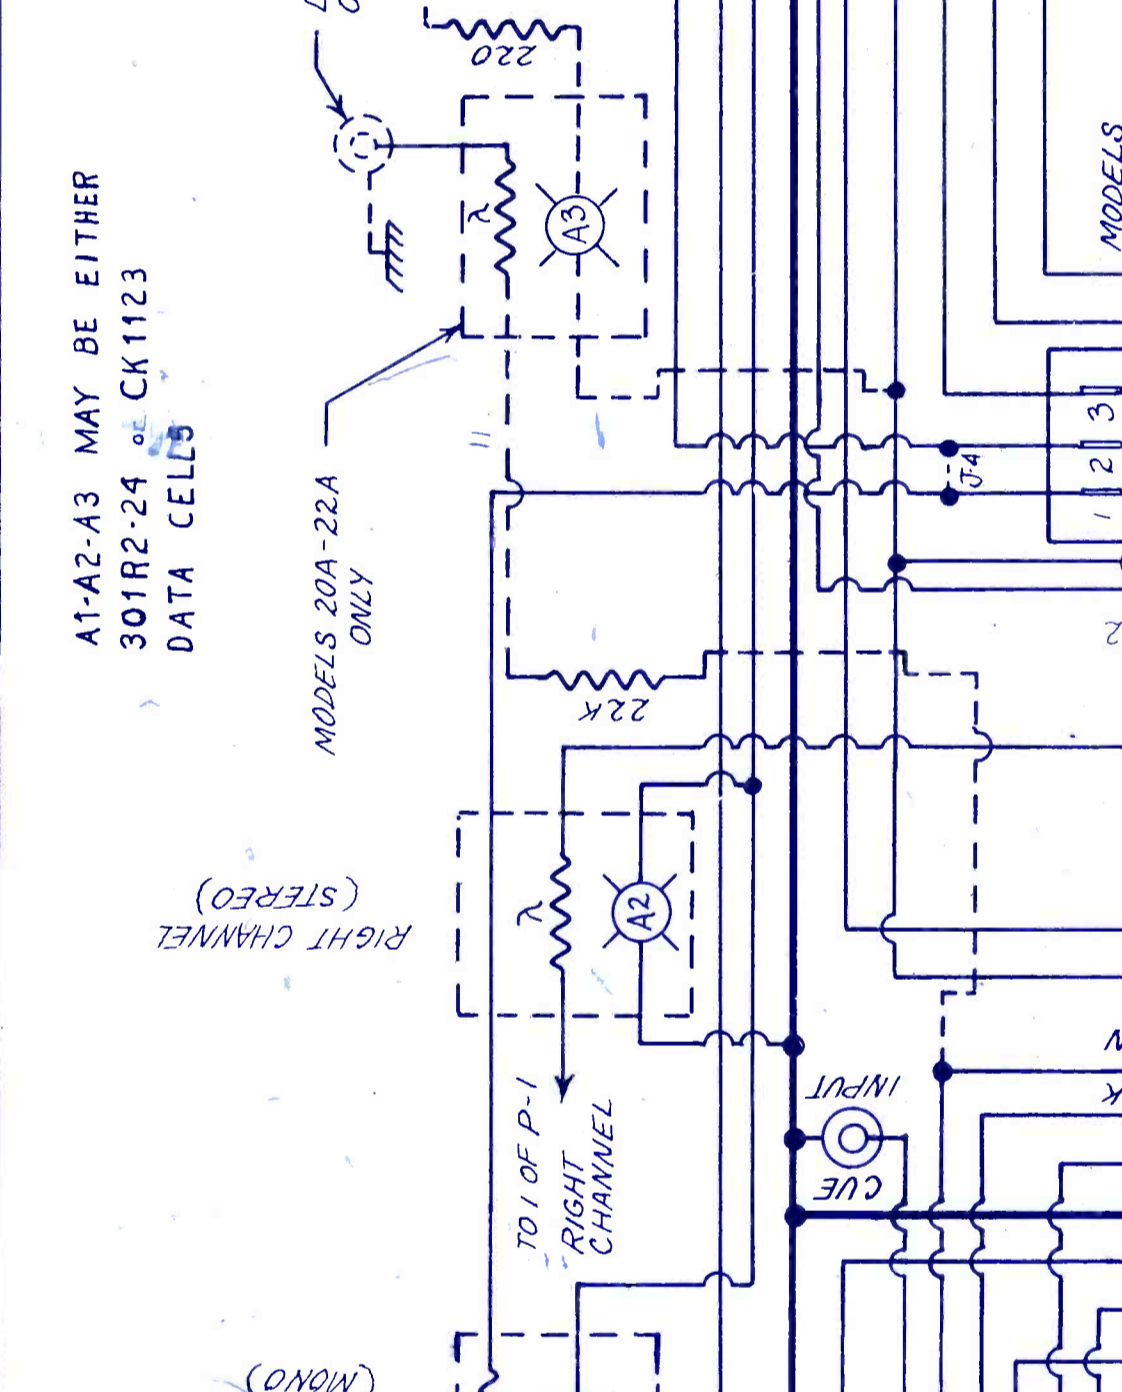 A1-A2-A3 MAY BE EITHER
301R2-24 or CK1123
DATA CELLS
MODELS 20A-22A
ONLY
220
λ
A3
22K
J-4
1 2 3
MODELS
2
RIGHT CHANNEL
(STEREO)
λ
A2
TO 1 OF P-1
RIGHT
CHANNEL
CUE
INPUT
N
K
(MONO)